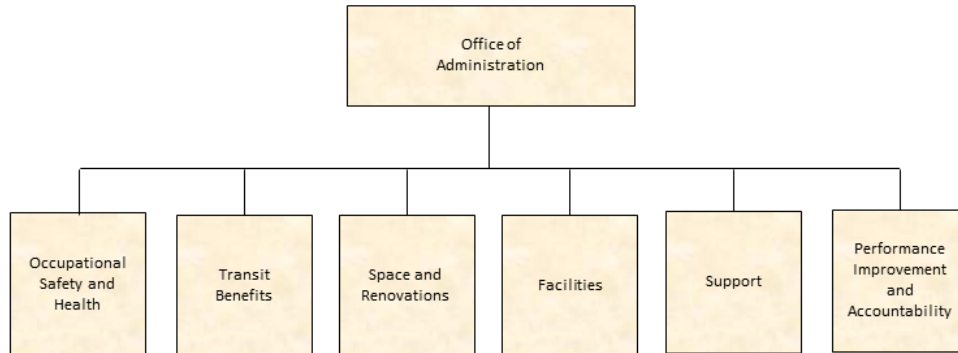 Office of
Administration
Occupational
Safety and
Health
Transit
Benefits
Space and
Renovations
Facilities
Support
Performance
Improvement
and
Accountability